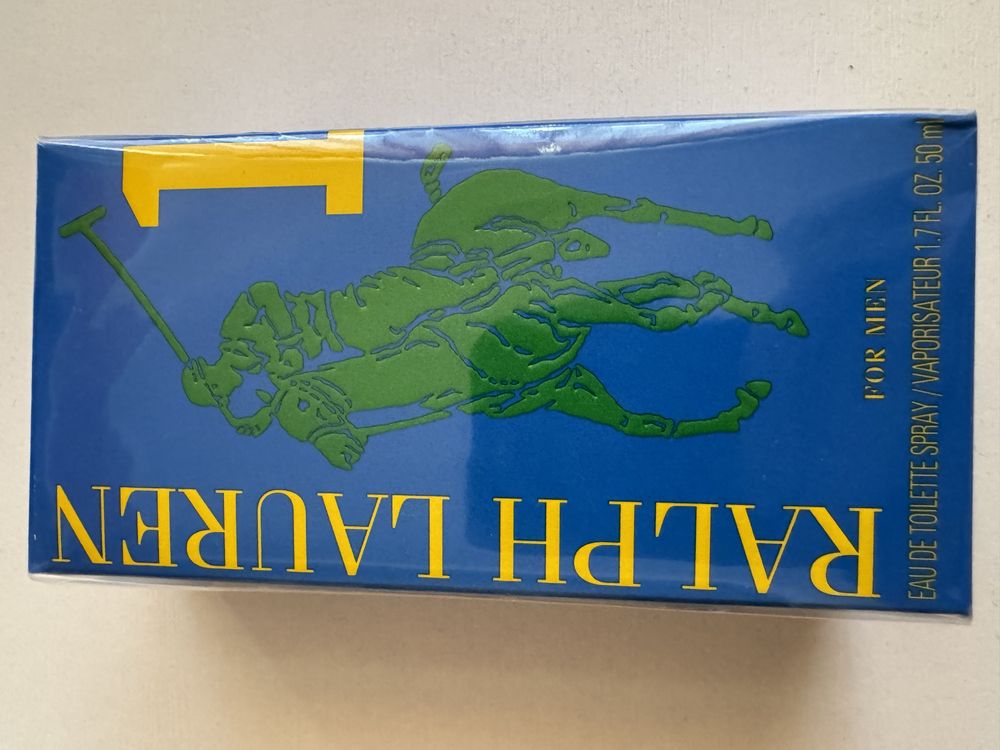 1
RALPH LAUREN
FOR MEN
EAU DE TOILETTE SPRAY / VAPORISATEUR 1.7 FL. OZ. 50 ml